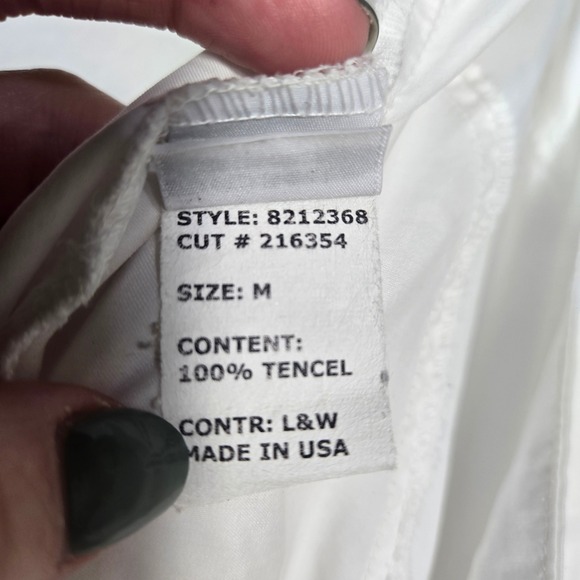 STYLE: 8212368
CUT # 216354
SIZE: M
CONTENT:
100% TENCEL
CONTR: L&W
MADE IN USA